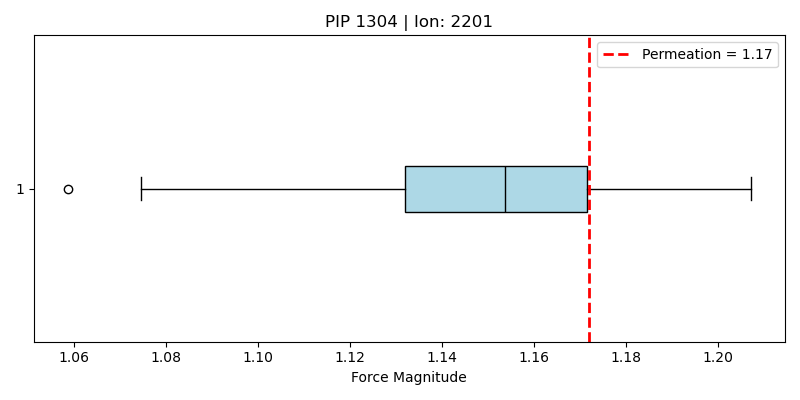 PIP 1304 | Ion: 2201
Permeation = 1.17
1
1.06 1.08 1.10 1.12 1.14 1.16 1.18 1.20
Force Magnitude